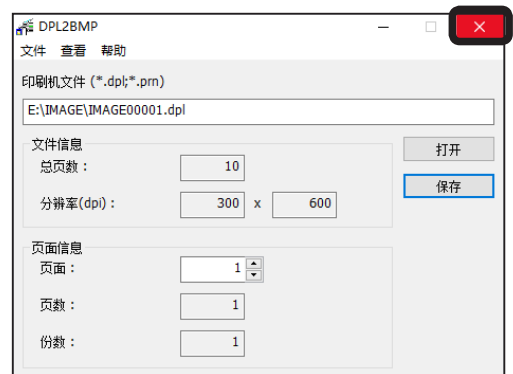 DPL2BMP
文件 查看 帮助
印刷机文件 (*.dpl;*.prn)
E:\IMAGE\IMAGE00001.dpl
文件信息
总页数： 10
分辨率(dpi)： 300 x 600
打开
保存
页面信息
页面： 1
页数： 1
份数： 1